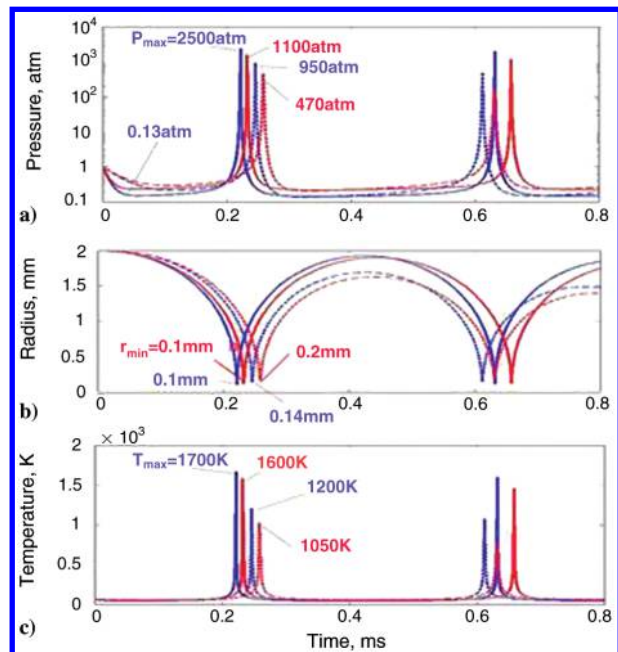 10⁴
P_max=2500atm
1100atm
10³
950atm
10²
470atm
10
0.13atm
1
0.1
Pressure, atm
a)
0 0.2 0.4 0.6 0.8
2
1.5
1
r_min=0.1mm
0.2mm
0.5
0.1mm
0
Radius, mm
b)
0 0.2 0.14mm 0.4 0.6 0.8
× 10³
2
T_max=1700K
1600K
1.5
1200K
1
1050K
0.5
0
Temperature, K
c)
0 0.2 0.4 0.6 0.8
Time, ms